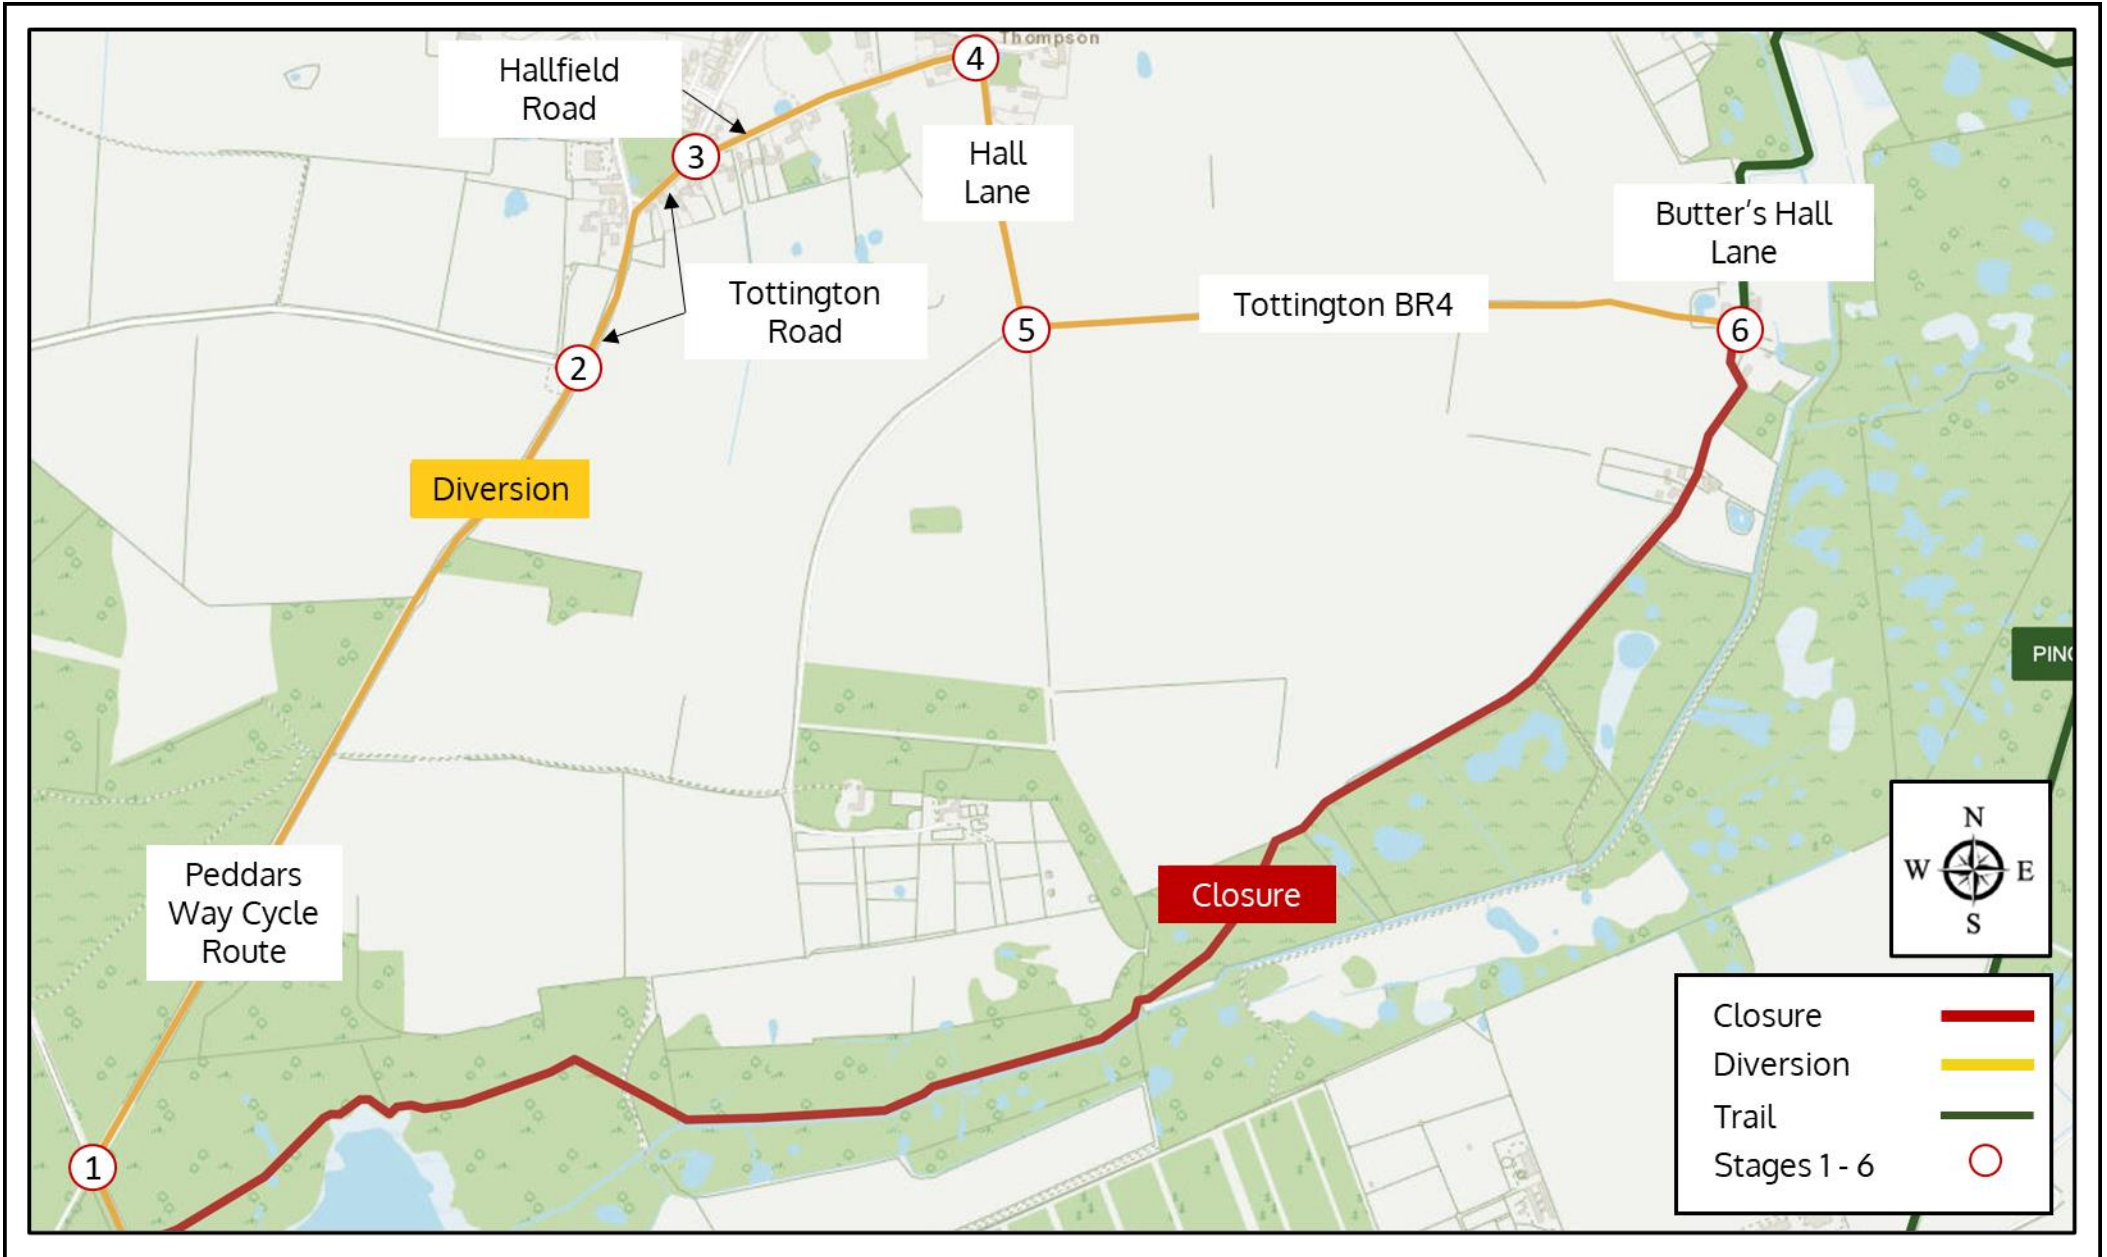 Thompson
4
Hallfield
Road
3
Hall
Lane
Butter's Hall
Lane
Tottington
Road
Tottington BR4
5
6
2
Diversion
Peddars
Way Cycle
Route
Closure
N
W E
S
1
Closure
Diversion
Trail
Stages 1 - 6